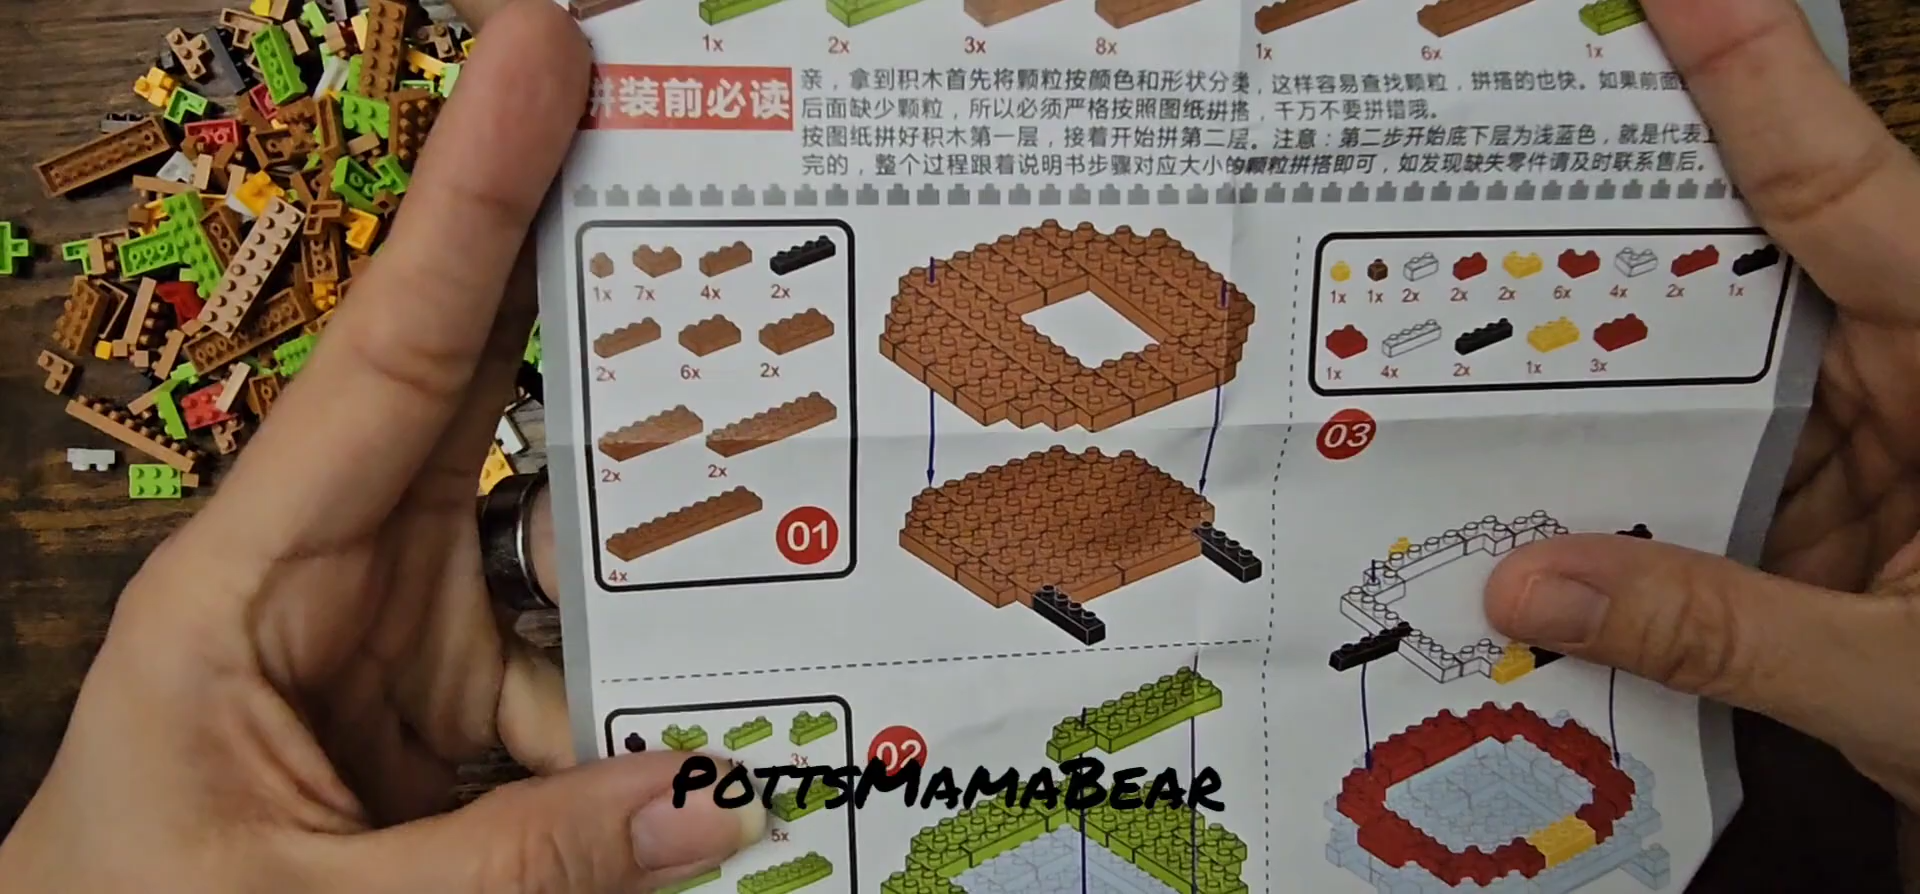 1x 2x 3x 8x 1x 6x 1x
拼装前必读
亲，拿到积木首先将颗粒按颜色和形状分类，这样容易查找颗粒，拼搭的也快。如果前面
后面缺少颗粒，所以必须严格按照图纸拼搭，千万不要拼错哦。
按图纸拼好积木第一层，接着开始拼第二层。注意：第二步开始底下层为浅蓝色，就是代表
完的，整个过程跟着说明书步骤对应大小的颗粒拼搭即可，如发现缺失零件请及时联系售后。
1x 7x 4x 2x
2x 6x 2x
2x 2x
4x
01
1x 1x 2x 2x 2x 6x 4x 2x 1x
1x 4x 2x 1x 3x
03
02
3x
5x
PottsMamaBear